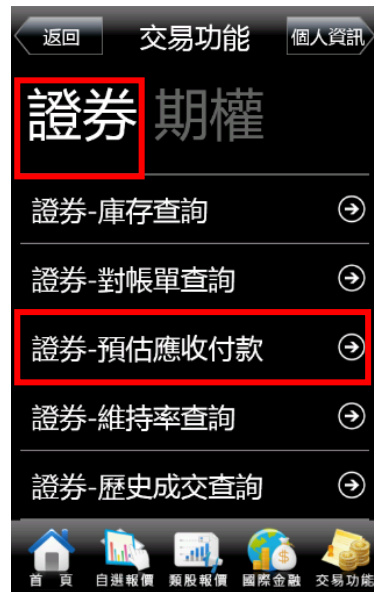 返回 交易功能 個人資訊
證券 期權
證券-庫存查詢
證券-對帳單查詢
證券-預估應收付款
證券-維持率查詢
證券-歷史成交查詢
首 頁 自選報價 類股報價 國際金融 交易功能